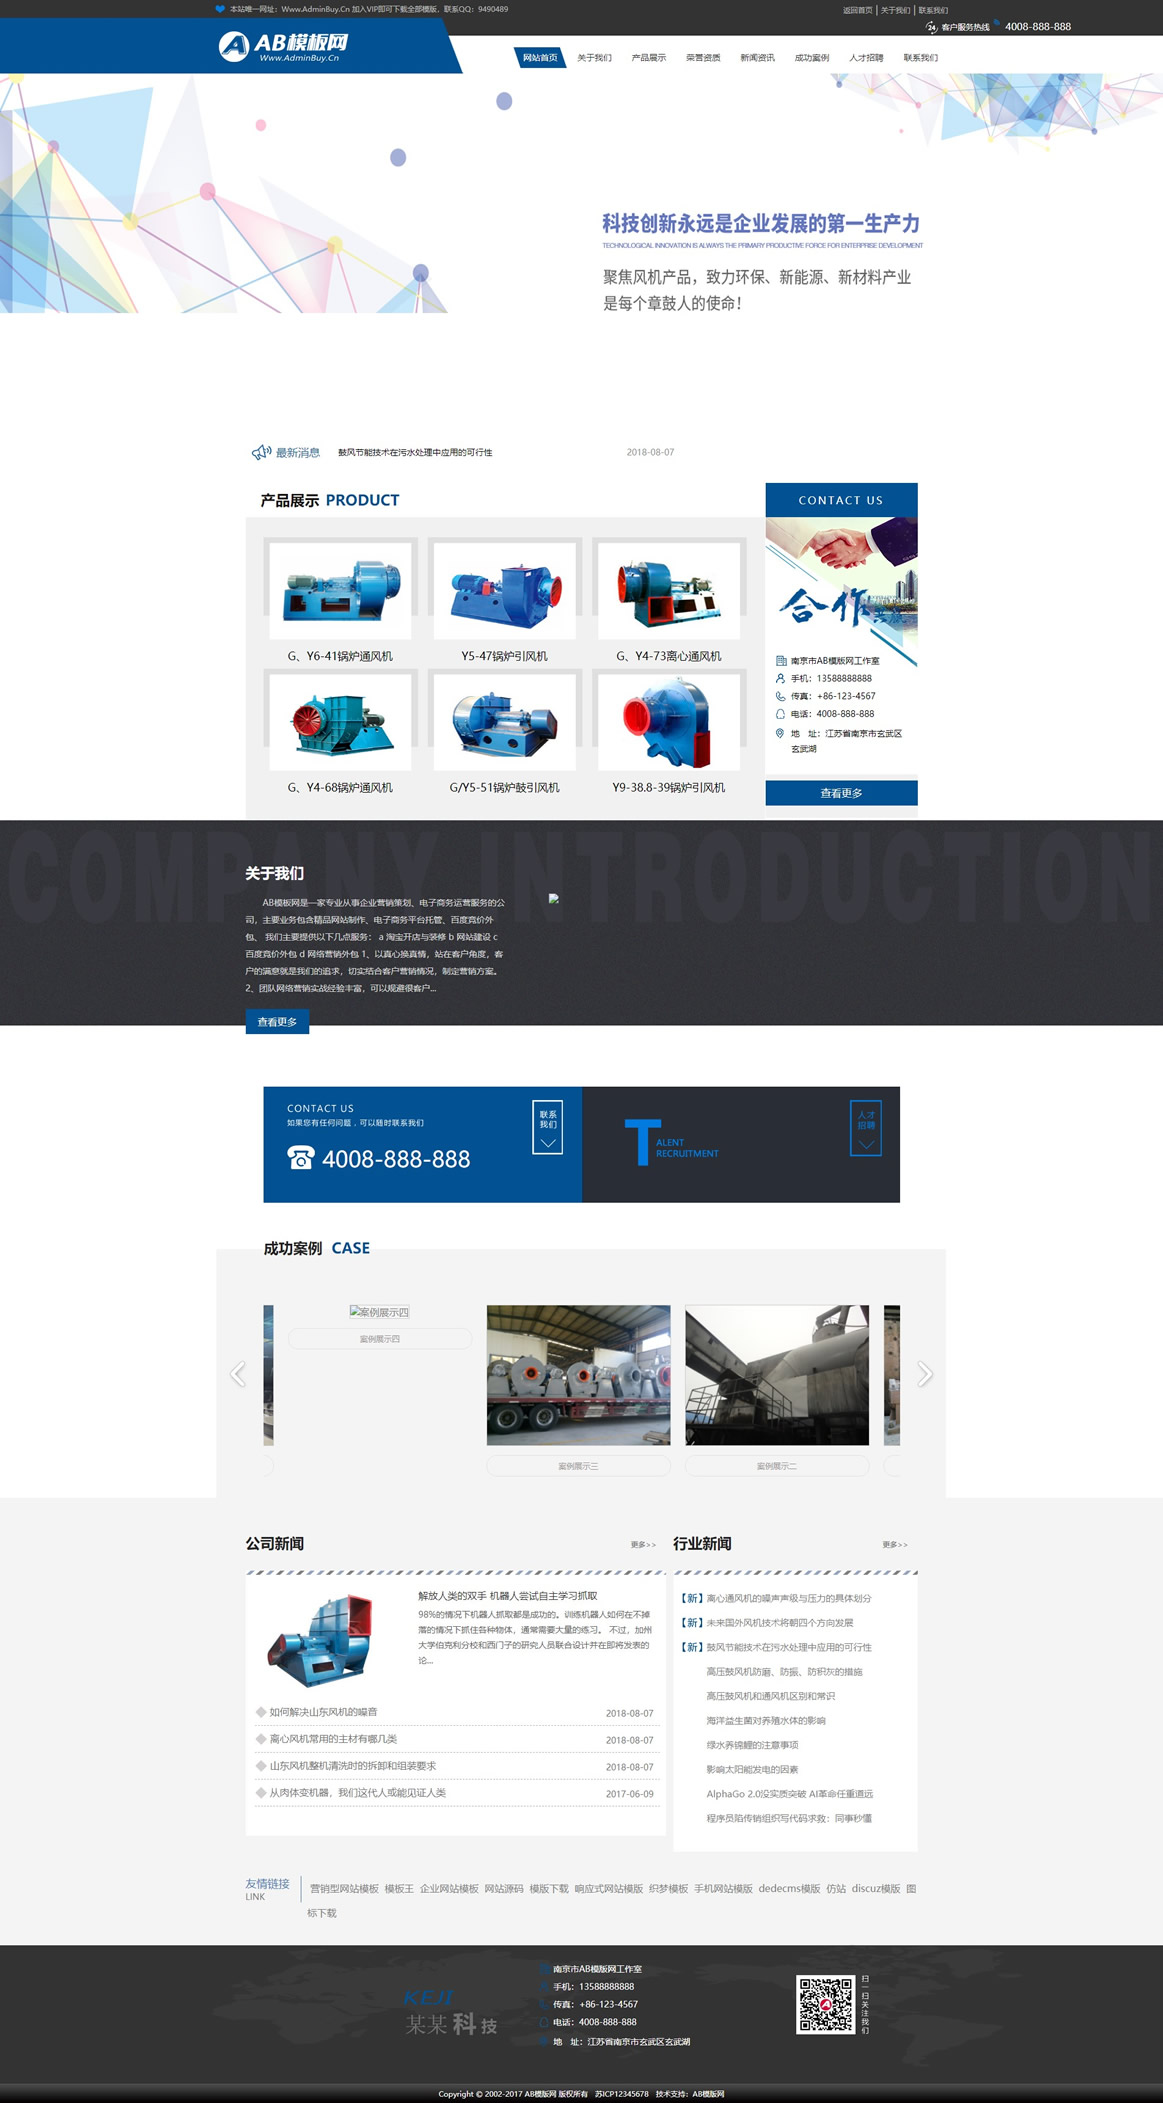 本站唯一网址：Www.AdminBuy.Cn 加入VIP即可下载全部模版，联系QQ：9490489
返回首页 | 关于我们 | 联系我们
24 客户服务热线 4008-888-888
AB模板网
Www.AdminBuy.Cn
网站首页 关于我们 产品展示 荣誉资质 新闻资讯 成功案例 人才招聘 联系我们
科技创新永远是企业发展的第一生产力
TECHNOLOGICAL INNOVATION IS ALWAYS THE PRIMARY PRODUCTIVE FORCE FOR ENTERPRISE DEVELOPMENT
聚焦风机产品，致力环保、新能源、新材料产业
是每个章鼓人的使命！
最新消息 鼓风节能技术在污水处理中应用的可行性 2018-08-07
产品展示 PRODUCT
G、Y6-41锅炉通风机
Y5-47锅炉引风机
G、Y4-73离心通风机
G、Y4-68锅炉通风机
G/Y5-51锅炉鼓引风机
Y9-38.8-39锅炉引风机
CONTACT US
合作
南京市AB模版网工作室
手机：13588888888
传真：+86-123-4567
电话：4008-888-888
地 址：江苏省南京市玄武区
玄武湖
查看更多
COMPANY INTRODUCTION
关于我们
AB模板网是一家专业从事企业营销策划、电子商务运营服务的公
司，主要业务包含精品网站制作、电子商务平台托管、百度竞价外
包、 我们主要提供以下几点服务： a 淘宝开店与装修 b 网站建设 c
百度竞价外包 d 网络营销外包 1、以真心换真情，站在客户角度，客
户的满意就是我们的追求，切实结合客户营销情况，制定营销方案。
2、团队网络营销实战经验丰富，可以规避很客户...
查看更多
CONTACT US
如果您有任何问题，可以随时联系我们
4008-888-888
联系
我们
TALENT
RECRUITMENT
人才
招聘
成功案例 CASE
案例展示四
案例展示四
案例展示三
案例展示二
公司新闻 更多>>
解放人类的双手 机器人尝试自主学习抓取
98%的情况下机器人抓取都是成功的。训练机器人如何在不掉
落的情况下抓住各种物体，通常需要大量的练习。 不过，加州
大学伯克利分校和西门子的研究人员联合设计并在即将发表的
论...
如何解决山东风机的噪音 2018-08-07
离心风机常用的主材有哪几类 2018-08-07
山东风机整机清洗时的拆卸和组装要求 2018-08-07
从肉体变机器，我们这代人或能见证人类 2017-06-09
行业新闻 更多>>
【新】离心通风机的噪声声级与压力的具体划分
【新】未来国外风机技术将朝四个方向发展
【新】鼓风节能技术在污水处理中应用的可行性
高压鼓风机防磨、防振、防积灰的措施
高压鼓风机和通风机区别和常识
海洋益生菌对养殖水体的影响
绿水养锦鲤的注意事项
影响太阳能发电的因素
AlphaGo 2.0没实质突破 AI革命任重道远
程序员陷传销组织写代码求救：同事秒懂
友情链接
LINK
营销型网站模板 模板王 企业网站模板 网站源码 模版下载 响应式网站模版 织梦模板 手机网站模版 dedecms模版 仿站 discuz模版 图
标下载
KEJI
某某科技
南京市AB模版网工作室
手机：13588888888
传真：+86-123-4567
电话：4008-888-888
地 址：江苏省南京市玄武区玄武湖
扫一扫关注我们
Copyright © 2002-2017 AB模版网 版权所有 苏ICP12345678 技术支持：AB模版网